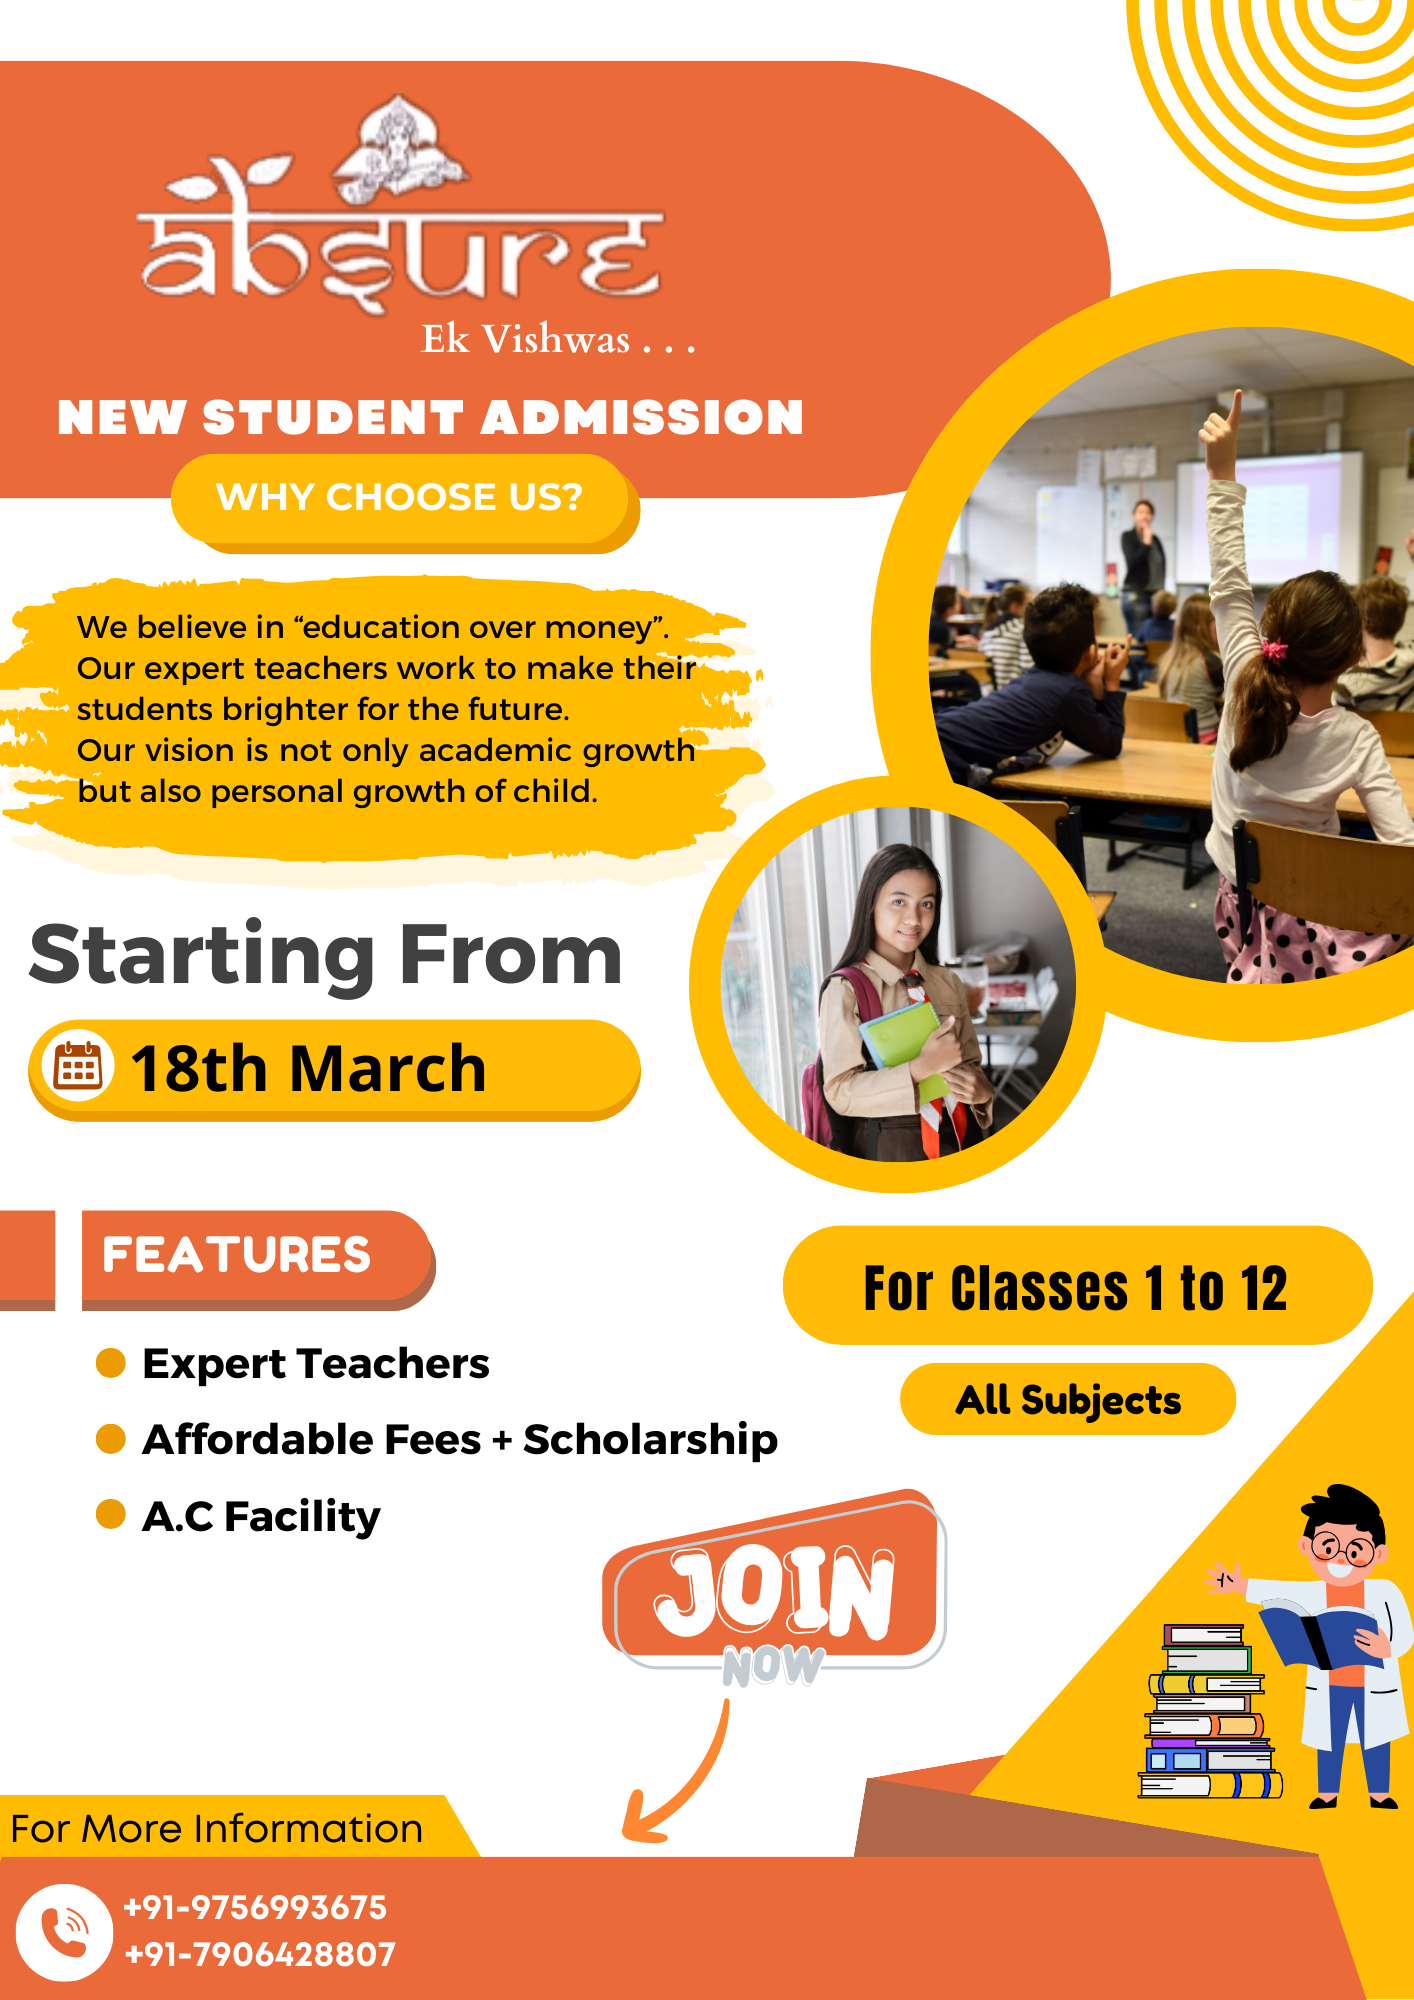 absure
Ek Vishwas . . .
NEW STUDENT ADMISSION
WHY CHOOSE US?
We believe in “education over money”.
Our expert teachers work to make their
students brighter for the future.
Our vision is not only academic growth
but also personal growth of child.
Starting From
18th March
FEATURES
Expert Teachers
Affordable Fees + Scholarship
A.C Facility
For Classes 1 to 12
All Subjects
JOIN
NOW
For More Information
+91-9756993675
+91-7906428807